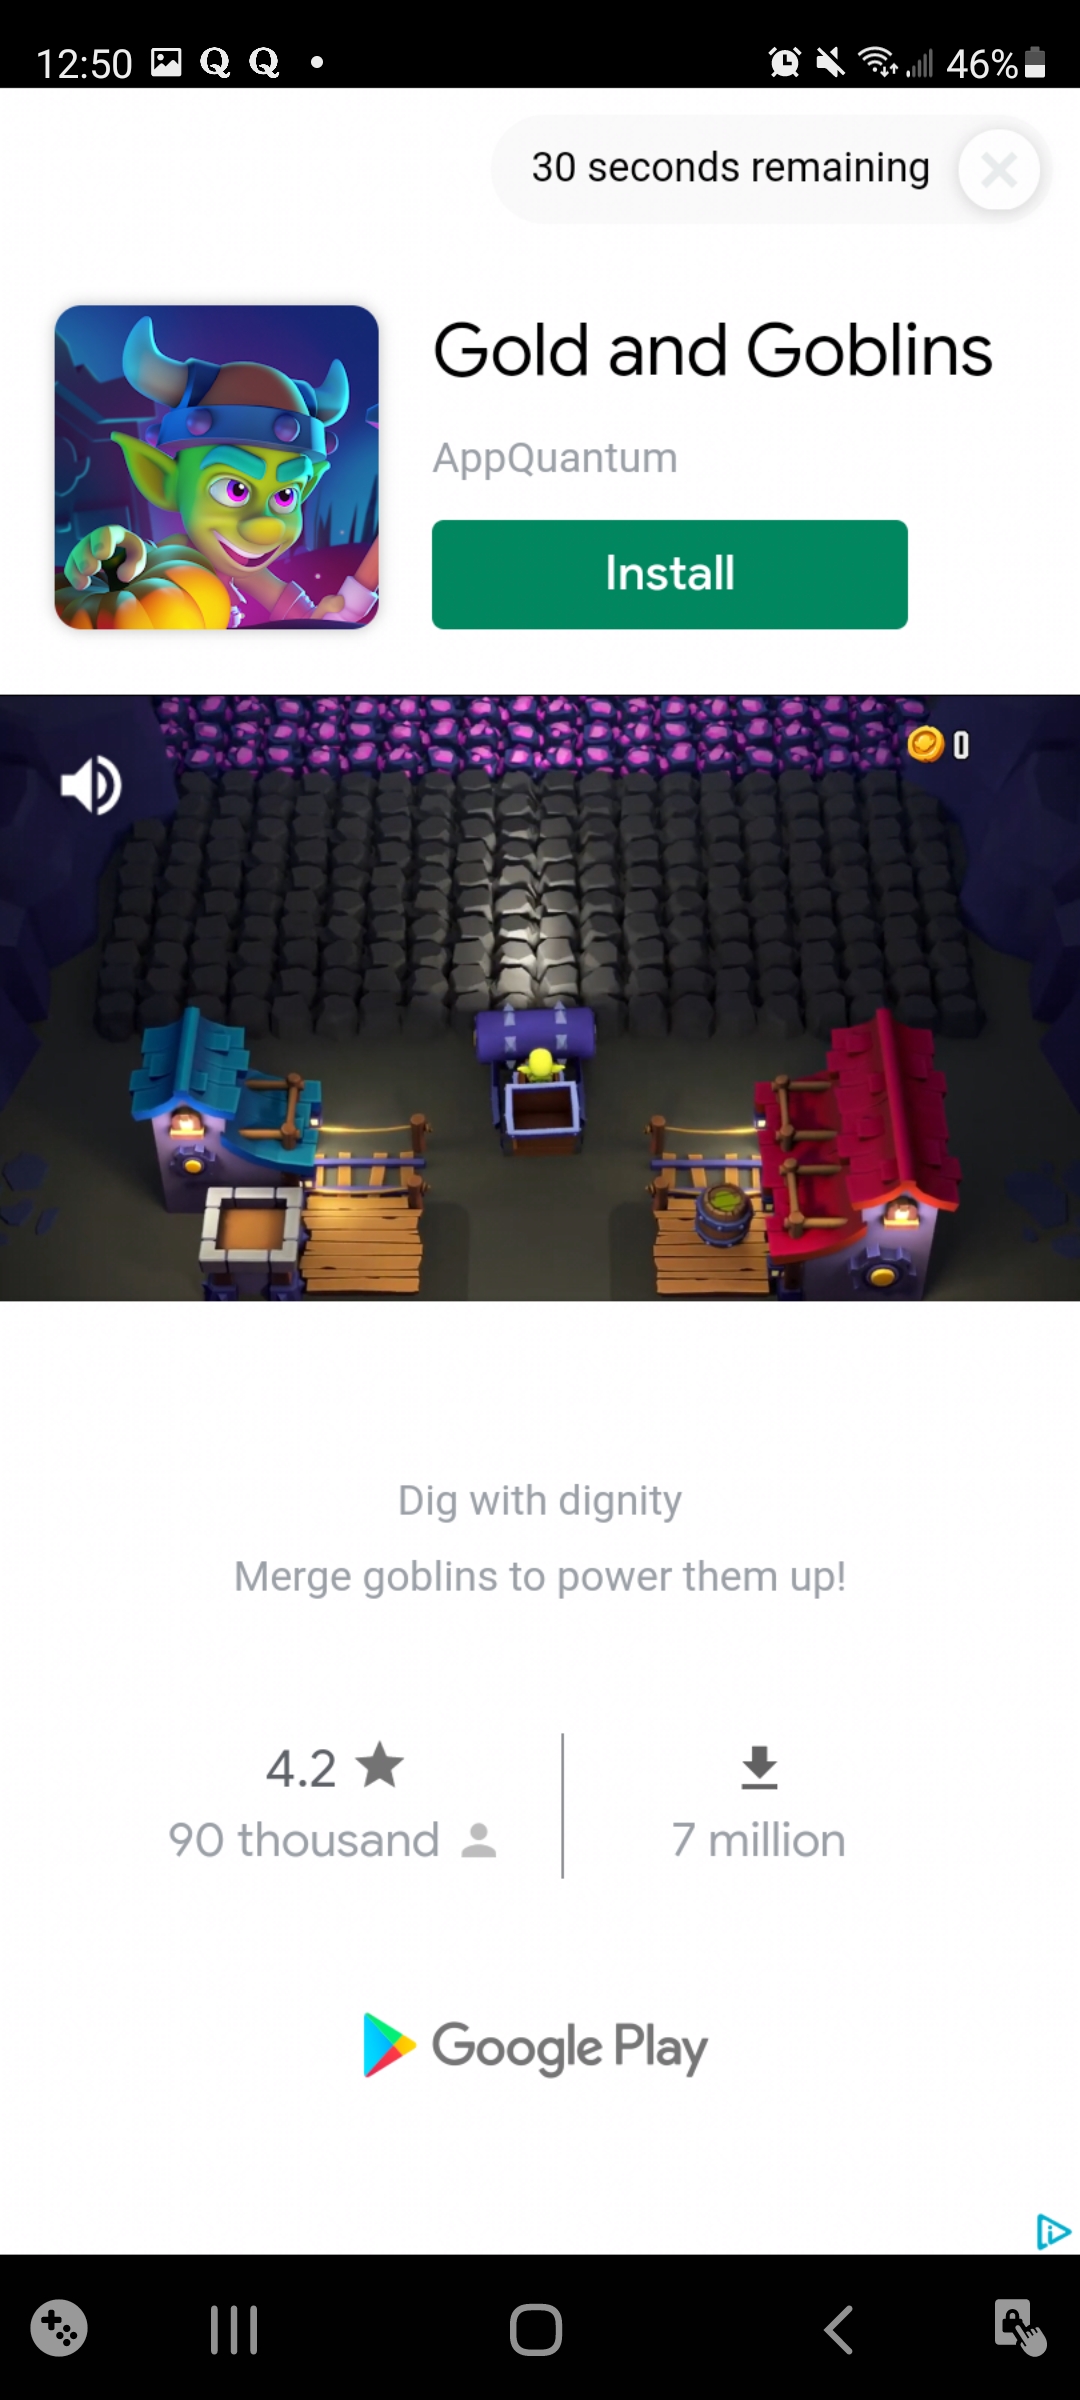 12:50
46%
30 seconds remaining
Gold and Goblins
AppQuantum
Install
0
Dig with dignity
Merge goblins to power them up!
4.2
90 thousand
7 million
Google Play